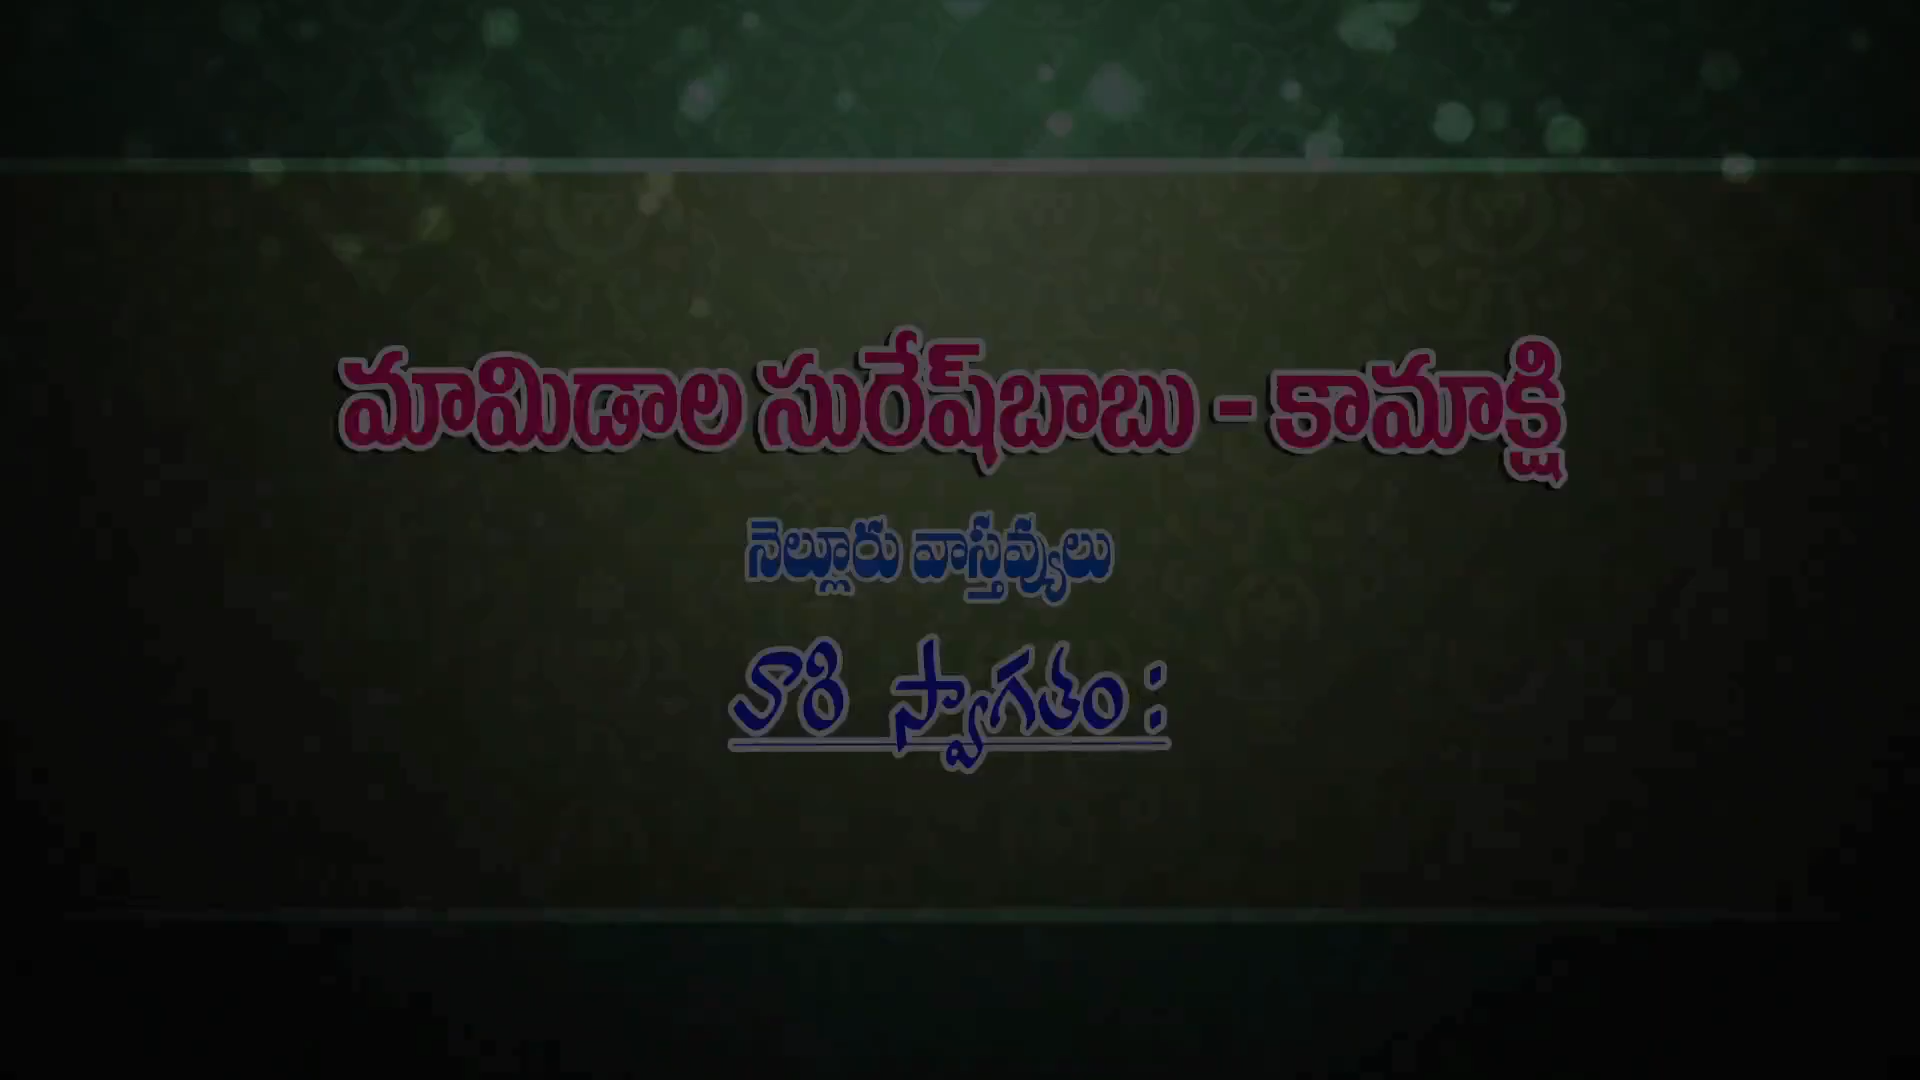 మామిడాల సురేష్‌బాబు - కామాక్షి
నెల్లూరు వాస్తవ్యులు
వారి స్వాగతం :